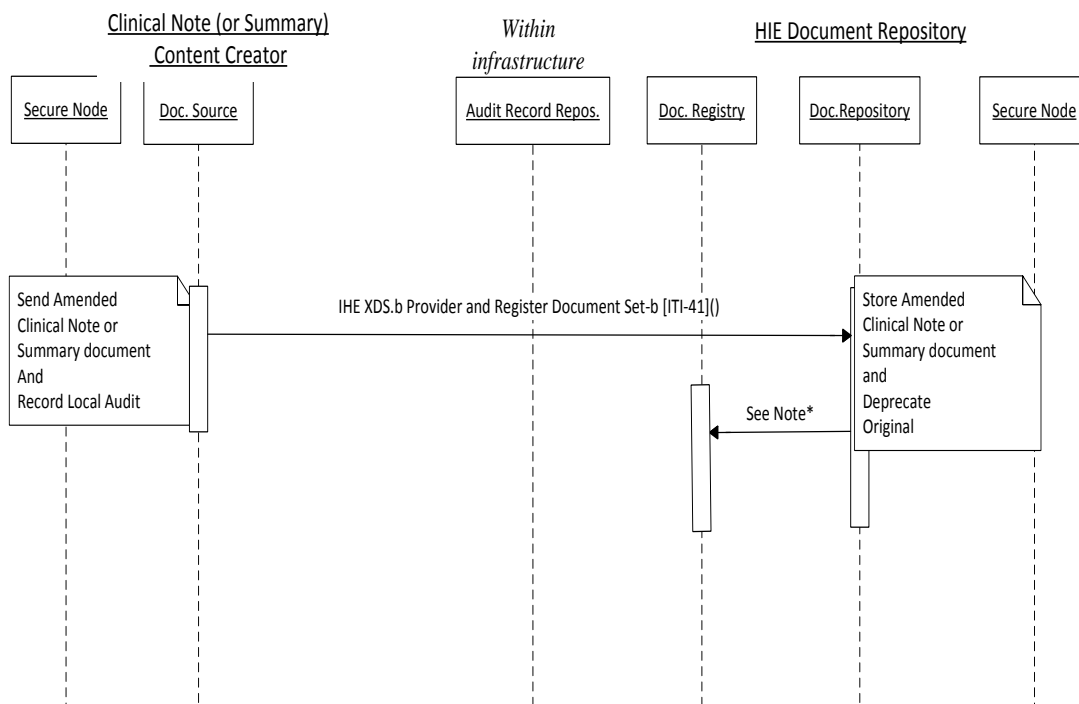 Clinical Note (or Summary)
Content Creator
Within
infrastructure
HIE Document Repository
Secure Node
Doc. Source
Audit Record Repos.
Doc. Registry
Doc.Repository
Secure Node
Send Amended
Clinical Note or
Summary document
And
Record Local Audit
IHE XDS.b Provider and Register Document Set-b [ITI-41]()
Store Amended
Clinical Note or
Summary document
and
Deprecate
Original
See Note*